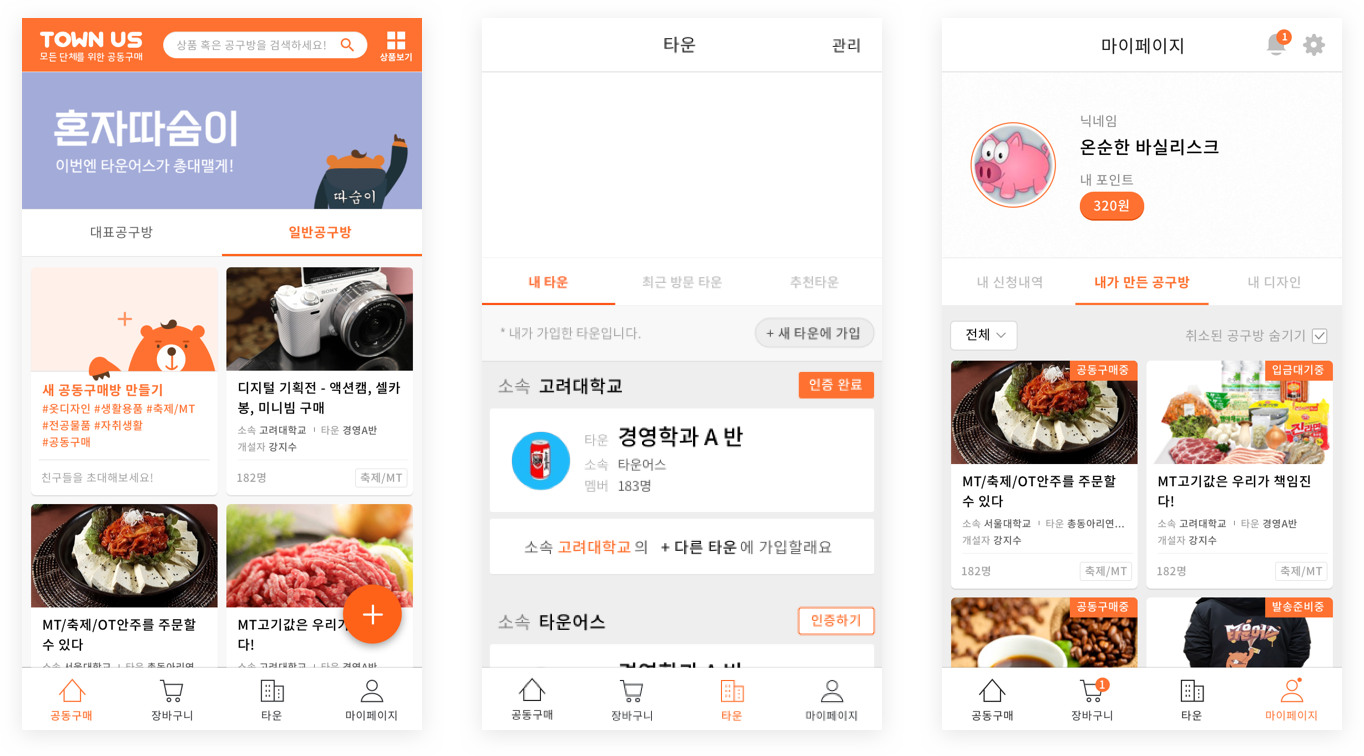 TOWN US
모든 단체를 위한 공동구매
상품 혹은 공구방을 검색하세요!
상품보기
혼자따숨이
이번엔 타운어스가 총대맬게!
따숨이
대표공구방
일반공구방
새 공동구매방 만들기
#옷디자인 #생활용품 #축제/MT
#전공물품 #자취생활
#공동구매
친구들을 초대해보세요!
SONY
디지털 기획전 - 액션캠, 셀카
봉, 미니빔 구매
소속 고려대학교 ı 타운 경영A반
개설자 강지수
182명
축제/MT
MT/축제/OT안주를 주문할
수 있다
소속 서울대학교 ı 타운 총동아리연...
MT고기값은 우리가
다!
소속 고려대학교 ı 타운 경영A반
공동구매
장바구니
타운
마이페이지
타운
관리
내 타운
최근 방문 타운
추천타운
* 내가 가입한 타운입니다.
+ 새 타운에 가입
소속 고려대학교
인증 완료
타운 경영학과 A 반
소속 타운어스
멤버 183명
소속 고려대학교 의 + 다른 타운 에 가입할래요
소속 타운어스
인증하기
경영학과 A 반
공동구매
장바구니
타운
마이페이지
마이페이지
1
닉네임
온순한 바실리스크
내 포인트
320원
내 신청내역
내가 만든 공구방
내 디자인
전체
취소된 공구방 숨기기
공동구매중
MT/축제/OT안주를 주문할
수 있다
소속 서울대학교 ı 타운 총동아리연...
개설자 강지수
182명
축제/MT
입금대기중
진라면
MT고기값은 우리가 책임진
다!
소속 고려대학교 ı 타운 경영A반
개설자 강지수
182명
축제/MT
공동구매중
발송준비중
타운어스
공동구매
1
장바구니
타운
마이페이지